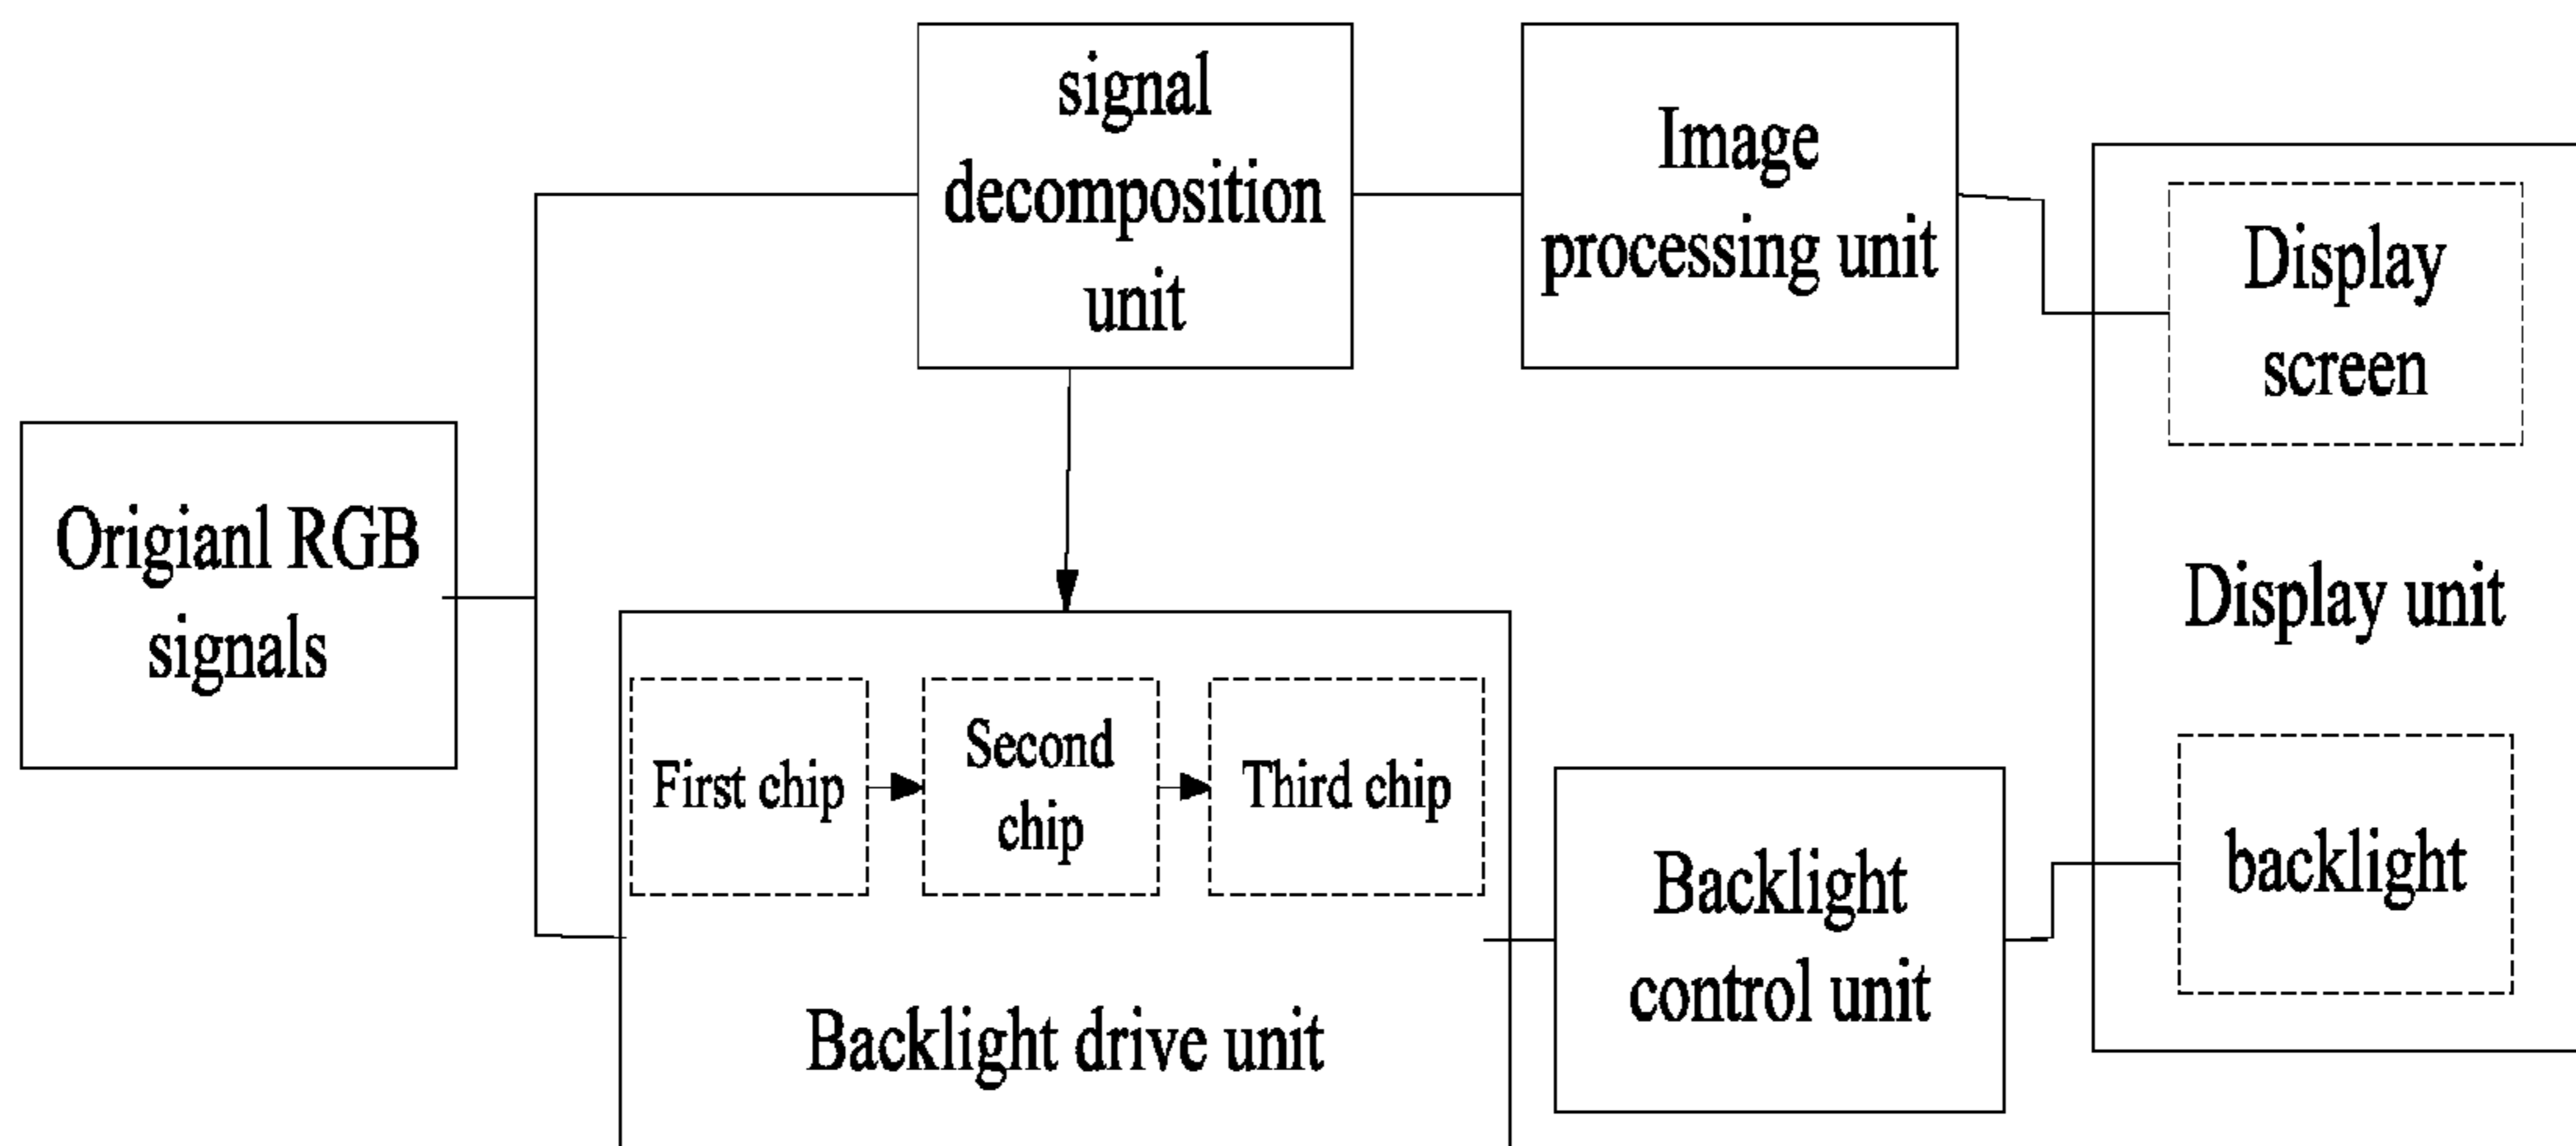 signal
decomposition
unit
Image
processing unit
Display
screen
Origianl RGB
signals
Display unit
First chip
Second
chip
Third chip
Backlight
control unit
backlight
Backlight drive unit